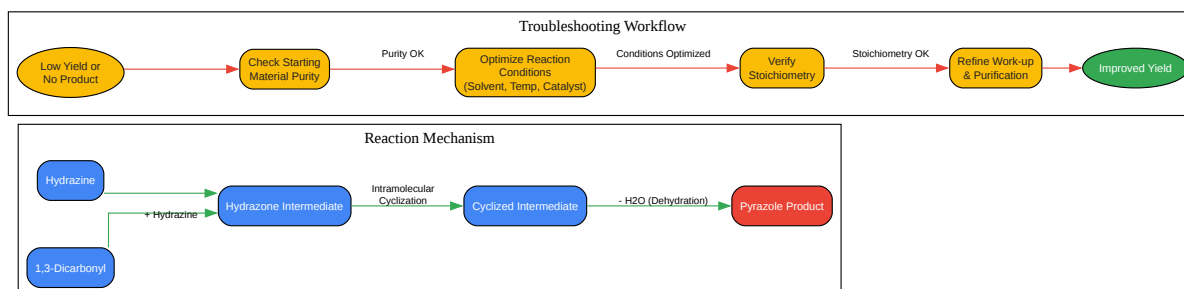 Troubleshooting Workflow
Low Yield or
No Product
Check Starting
Material Purity
Purity OK
Optimize Reaction
Conditions
(Solvent, Temp, Catalyst)
Conditions Optimized
Verify
Stoichiometry
Stoichiometry OK
Refine Work-up
& Purification
Improved Yield
Reaction Mechanism
Hydrazine
1,3-Dicarbonyl
+ Hydrazine
Hydrazone Intermediate
Intramolecular
Cyclization
Cyclized Intermediate
- H2O (Dehydration)
Pyrazole Product